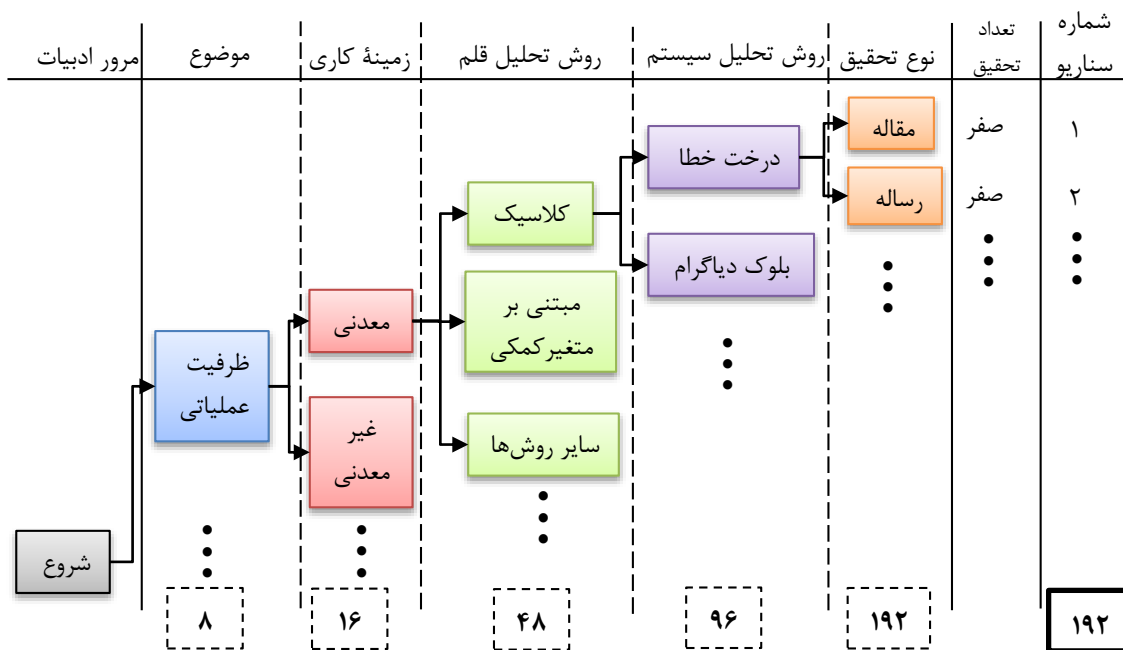 شماره
سناریو
تعداد
تحقیق
نوع تحقیق
روش تحلیل سیستم
روش تحلیل قلم
زمینهٔ کاری
موضوع
مرور ادبیات
۱
صفر
مقاله
درخت خطا
۲
صفر
رساله
کلاسیک
بلوک دیاگرام
معدنی
مبتنی بر
متغیرکمکی
ظرفیت
عملیاتی
غیر
معدنی
سایر روش‌ها
شروع
۱۹۲
۱۹۲
۹۶
۴۸
۱۶
۸